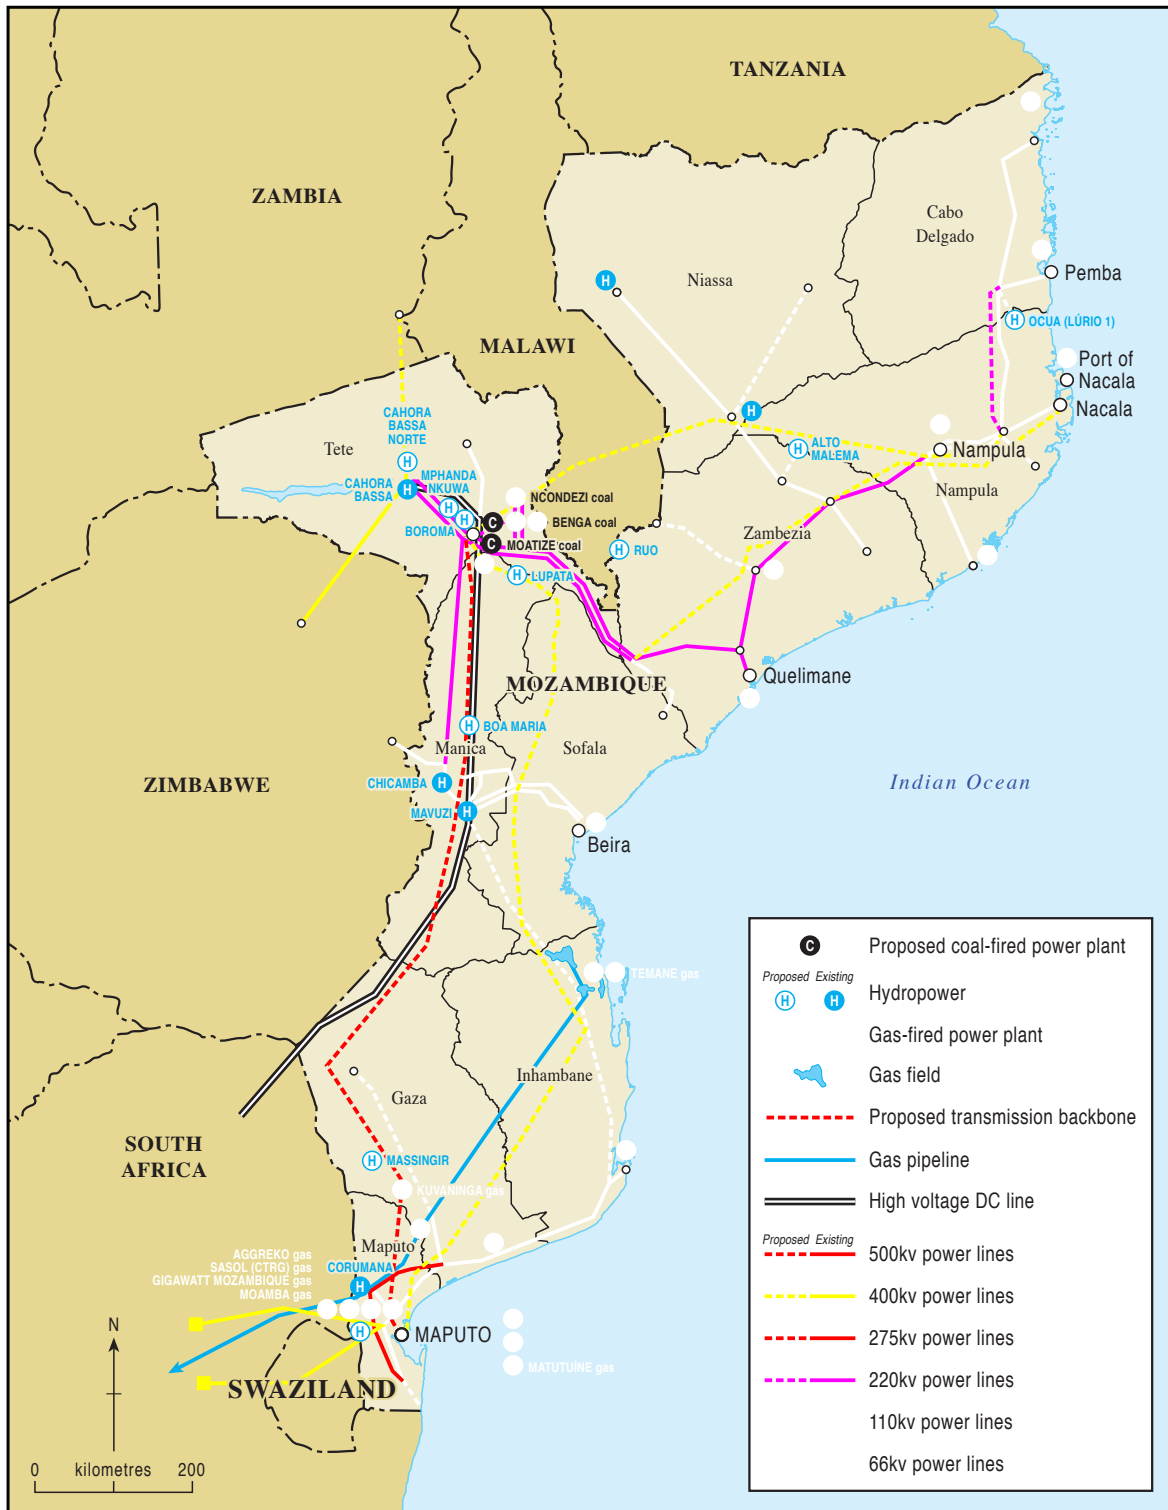 TANZANIA
ZAMBIA
Cabo
Delgado
Niassa
Pemba
H
H
OCUA (LÚRIO 1)
MALAWI
Port of
Nacala
Nacala
CAHORA
BASSA
NORTE
H
Tete
H
ALTO
MALEMA
Nampula
H
MPHANDA
NKUWA
CAHORA
BASSA
H
Nampula
NCONDEZI coal
H
H
C
BENGA coal
BOROMA
C
MOATIZE coal
Zambezia
H
RUO
H
LUPATA
MOZAMBIQUE
Quelimane
H
BOA MARIA
Manica
Sofala
ZIMBABWE
CHICAMBA
H
Indian Ocean
MAVUZI
H
Beira
TEMANE gas
Inhambane
Gaza
SOUTH
AFRICA
H
MASSINGIR
KUVANINGA gas
Maputo
AGGREKO gas
SASOL (CTRG) gas
GIGAWATT MOZAMBIQUE gas
MOAMBA gas
CORUMANA
H
H
MAPUTO
MATUTUÍNE gas
SWAZILAND
N
0
kilometres
200
C
Proposed coal-fired power plant
Proposed Existing
H
H
Hydropower
Gas-fired power plant
Gas field
Proposed transmission backbone
Gas pipeline
High voltage DC line
Proposed Existing
500kv power lines
400kv power lines
275kv power lines
220kv power lines
110kv power lines
66kv power lines